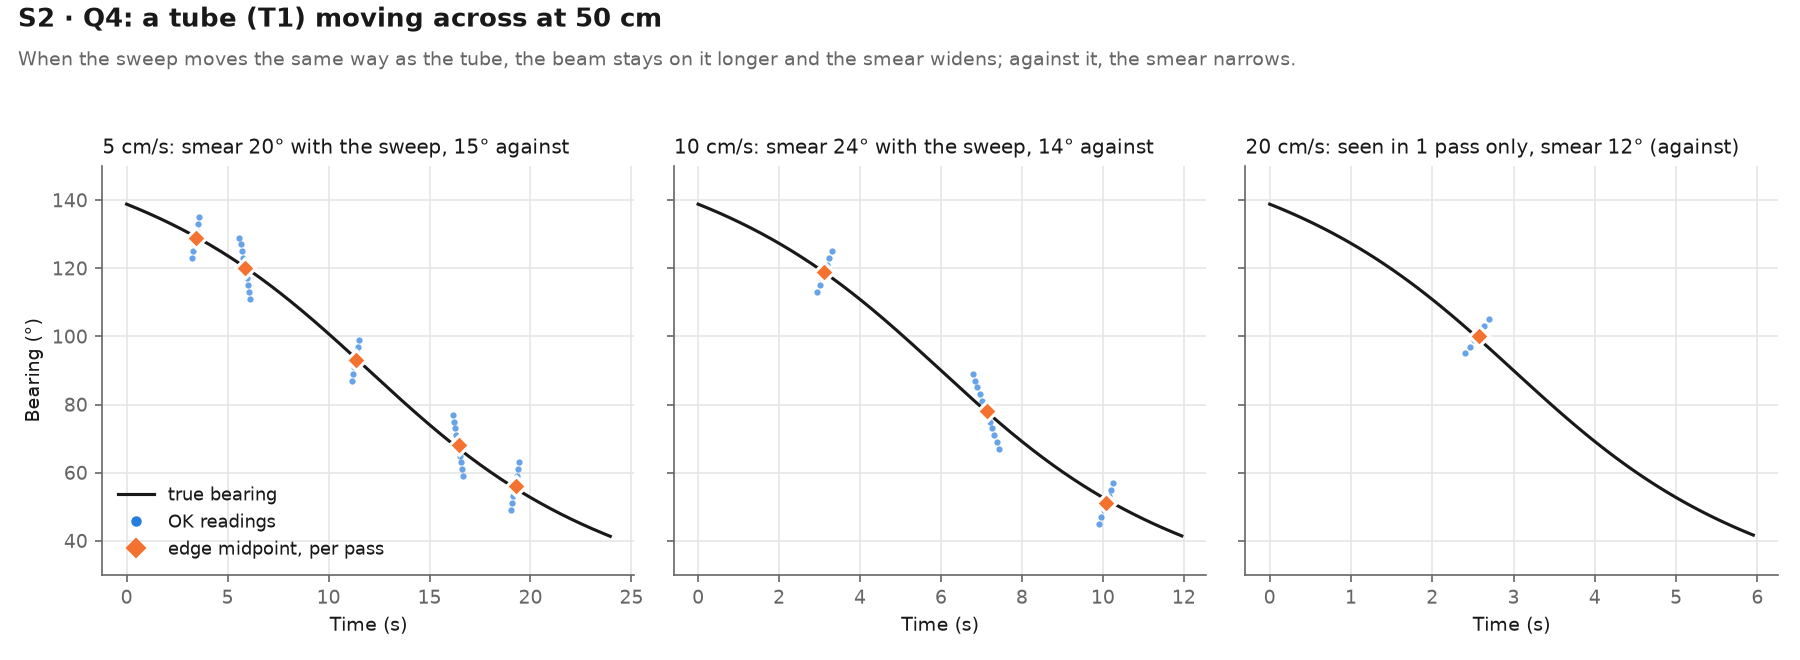 S2 · Q4: a tube (T1) moving across at 50 cm
When the sweep moves the same way as the tube, the beam stays on it longer and the smear widens; against it, the smear narrows.
5 cm/s: smear 20° with the sweep, 15° against
10 cm/s: smear 24° with the sweep, 14° against
20 cm/s: seen in 1 pass only, smear 12° (against)
Bearing (°)
140
120
100
80
60
40
true bearing
OK readings
edge midpoint, per pass
0 5 10 15 20 25
0 2 4 6 8 10 12
0 1 2 3 4 5 6
Time (s)
Time (s)
Time (s)